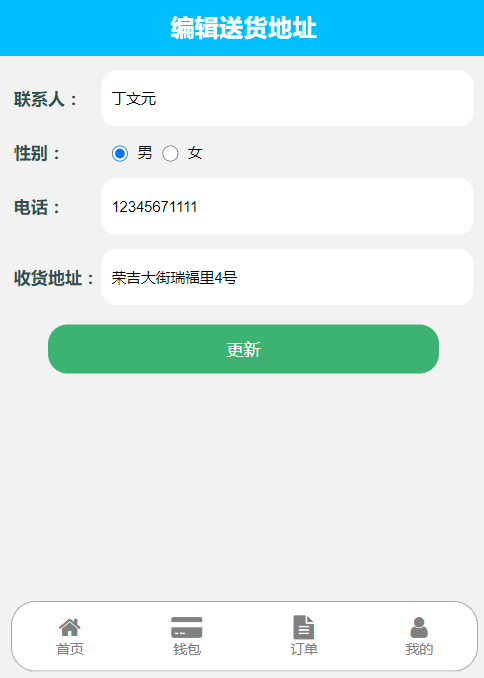 编辑送货地址
联系人： 丁文元
性别： 男 女
电话： 12345671111
收货地址： 荣吉大街瑞福里4号
更新
首页 钱包 订单 我的